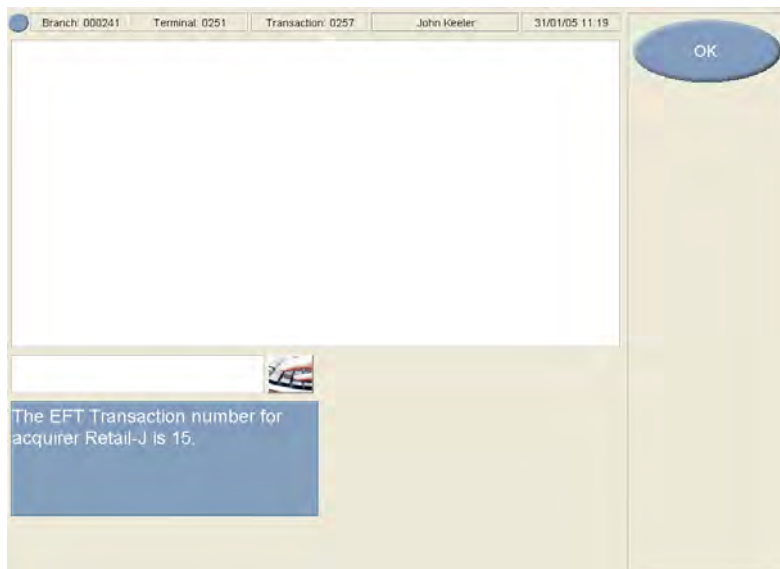 Branch: 000241 Terminal: 0251 Transaction: 0257 John Keeler 31/01/05 11:19
OK
The EFT Transaction number for
acquirer Retail-J is 15.